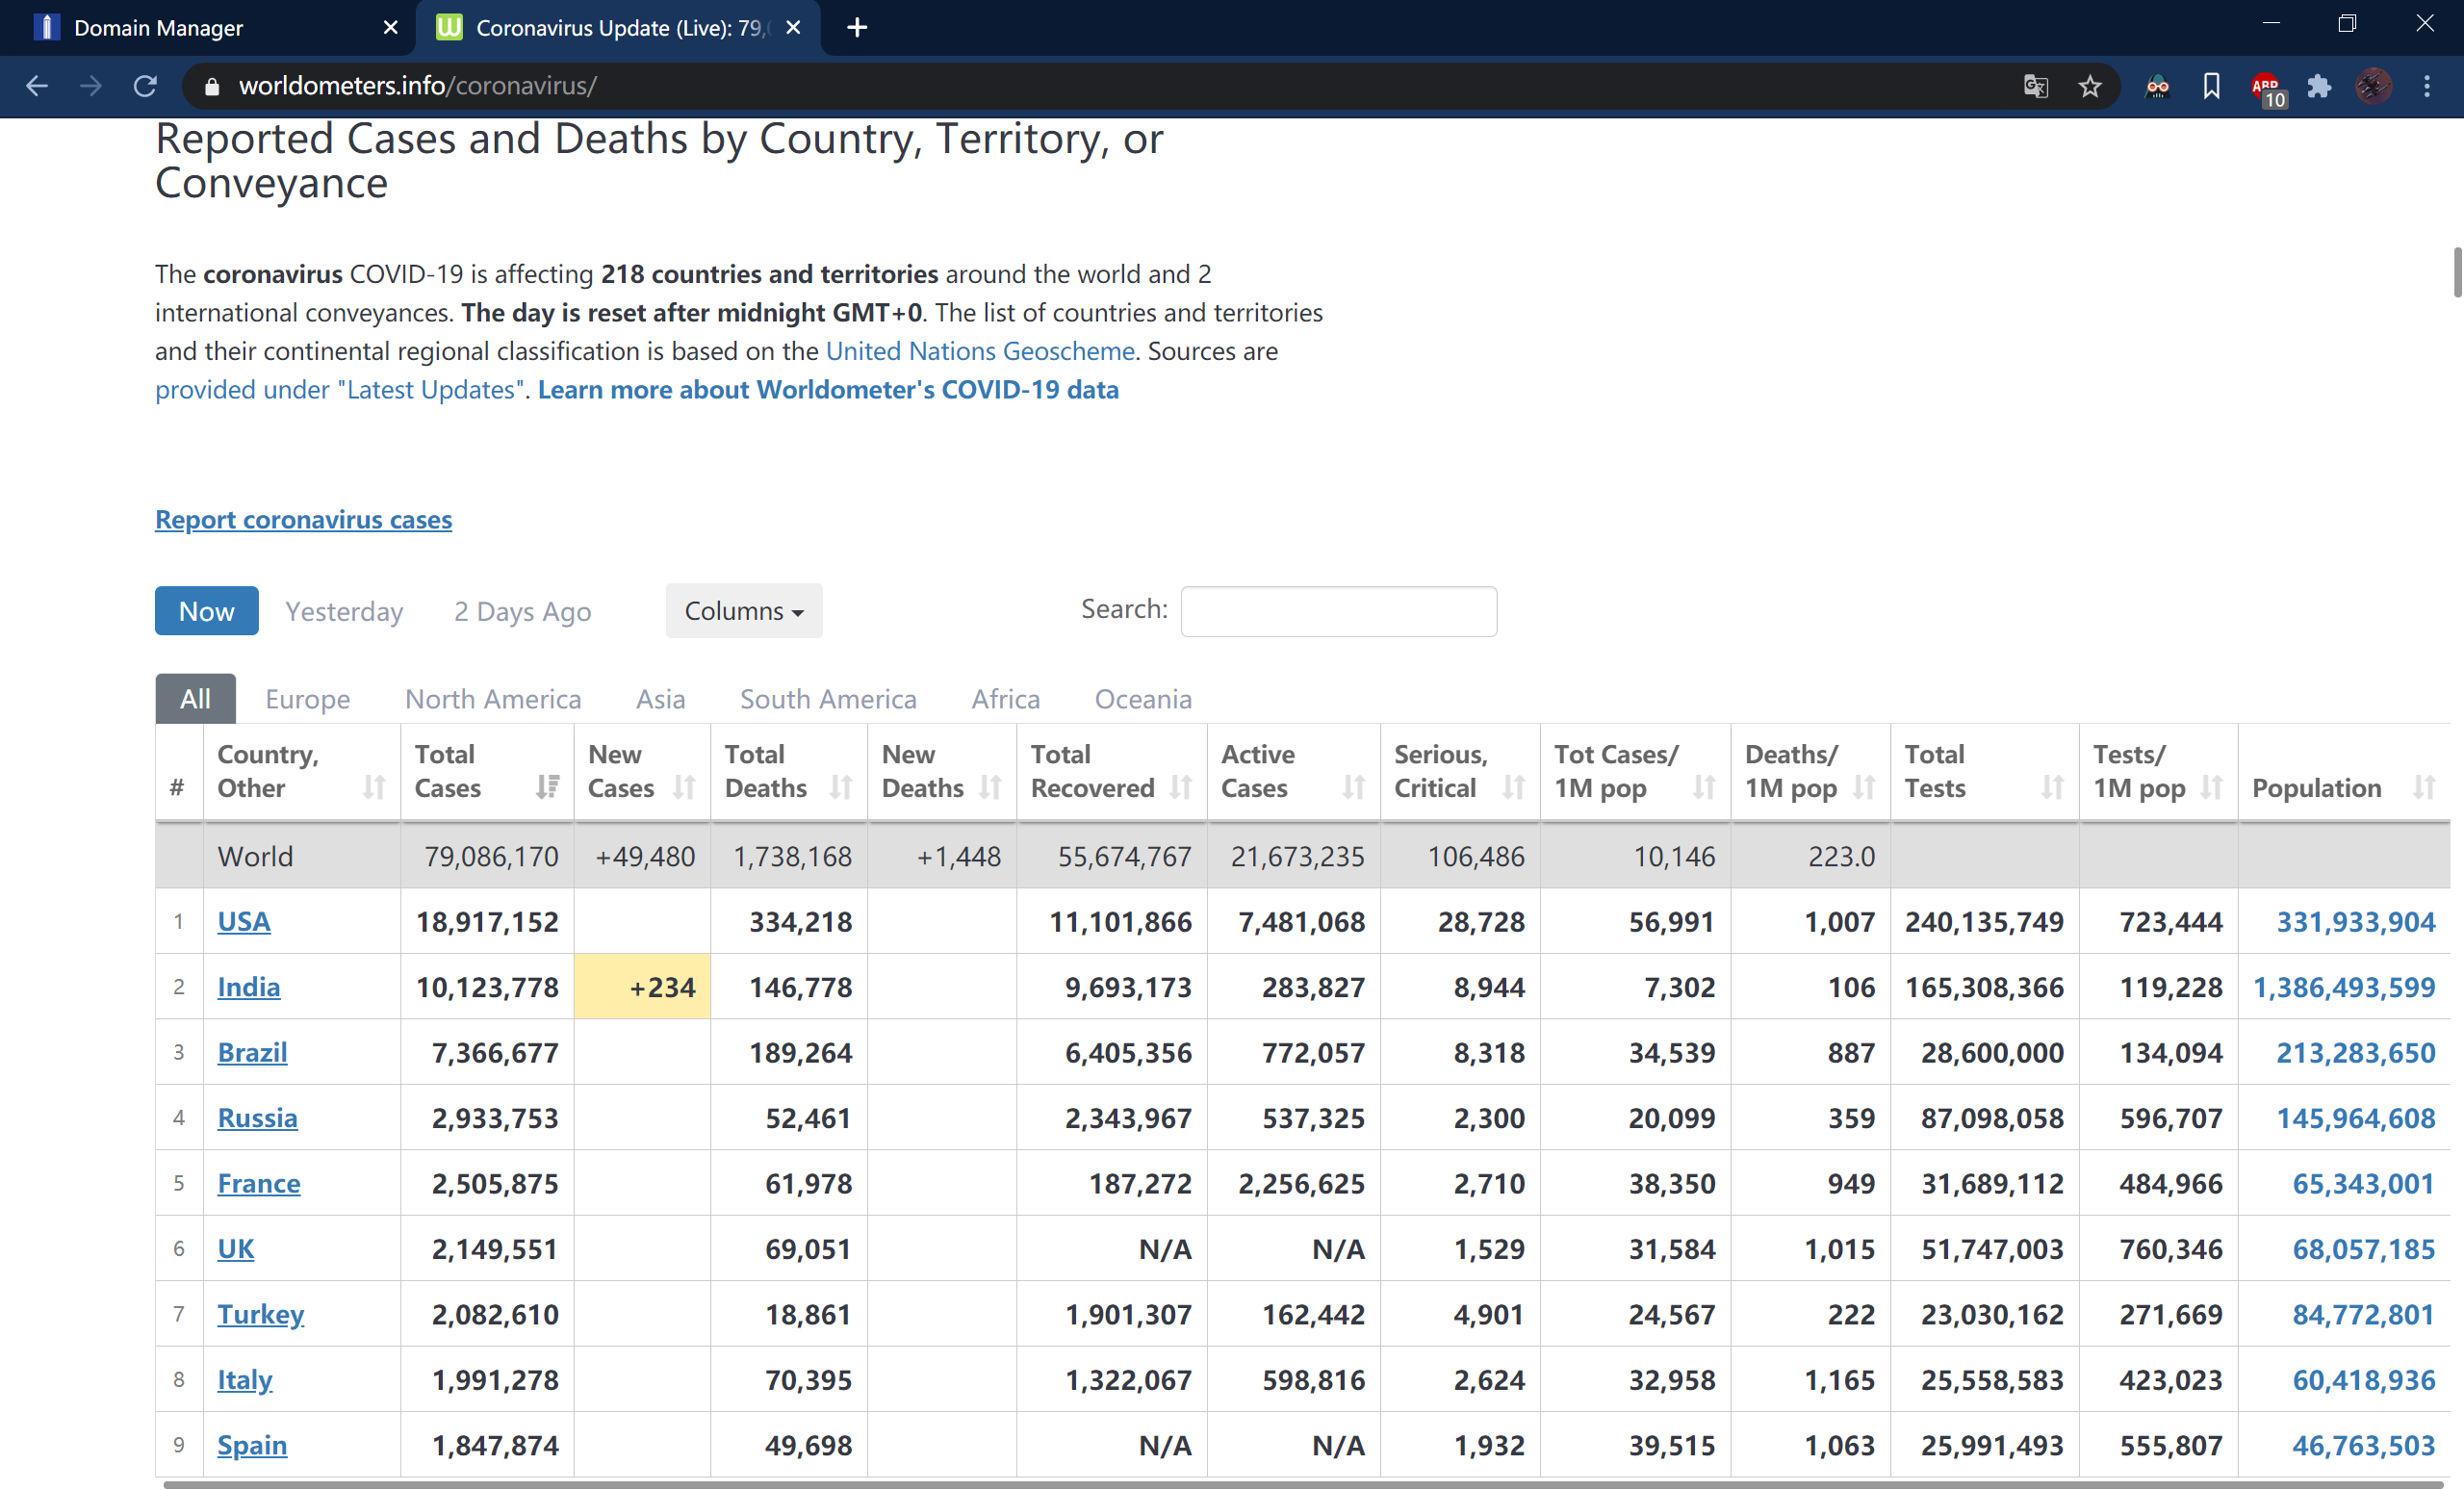 Domain Manager
Coronavirus Update (Live): 79,
worldometers.info/coronavirus/
ABP
10
Reported Cases and Deaths by Country, Territory, or
Conveyance
The coronavirus COVID-19 is affecting 218 countries and territories around the world and 2
international conveyances. The day is reset after midnight GMT+0. The list of countries and territories
and their continental regional classification is based on the United Nations Geoscheme. Sources are
provided under "Latest Updates". Learn more about Worldometer's COVID-19 data
Report coronavirus cases
Now Yesterday 2 Days Ago Columns Search:
All Europe North America Asia South America Africa Oceania
# Country, Other Total Cases New Cases Total Deaths New Deaths Total Recovered Active Cases Serious, Critical Tot Cases/ 1M pop Deaths/ 1M pop Total Tests Tests/ 1M pop Population
World 79,086,170 +49,480 1,738,168 +1,448 55,674,767 21,673,235 106,486 10,146 223.0
1 USA 18,917,152 334,218 11,101,866 7,481,068 28,728 56,991 1,007 240,135,749 723,444 331,933,904
2 India 10,123,778 +234 146,778 9,693,173 283,827 8,944 7,302 106 165,308,366 119,228 1,386,493,599
3 Brazil 7,366,677 189,264 6,405,356 772,057 8,318 34,539 887 28,600,000 134,094 213,283,650
4 Russia 2,933,753 52,461 2,343,967 537,325 2,300 20,099 359 87,098,058 596,707 145,964,608
5 France 2,505,875 61,978 187,272 2,256,625 2,710 38,350 949 31,689,112 484,966 65,343,001
6 UK 2,149,551 69,051 N/A N/A 1,529 31,584 1,015 51,747,003 760,346 68,057,185
7 Turkey 2,082,610 18,861 1,901,307 162,442 4,901 24,567 222 23,030,162 271,669 84,772,801
8 Italy 1,991,278 70,395 1,322,067 598,816 2,624 32,958 1,165 25,558,583 423,023 60,418,936
9 Spain 1,847,874 49,698 N/A N/A 1,932 39,515 1,063 25,991,493 555,807 46,763,503